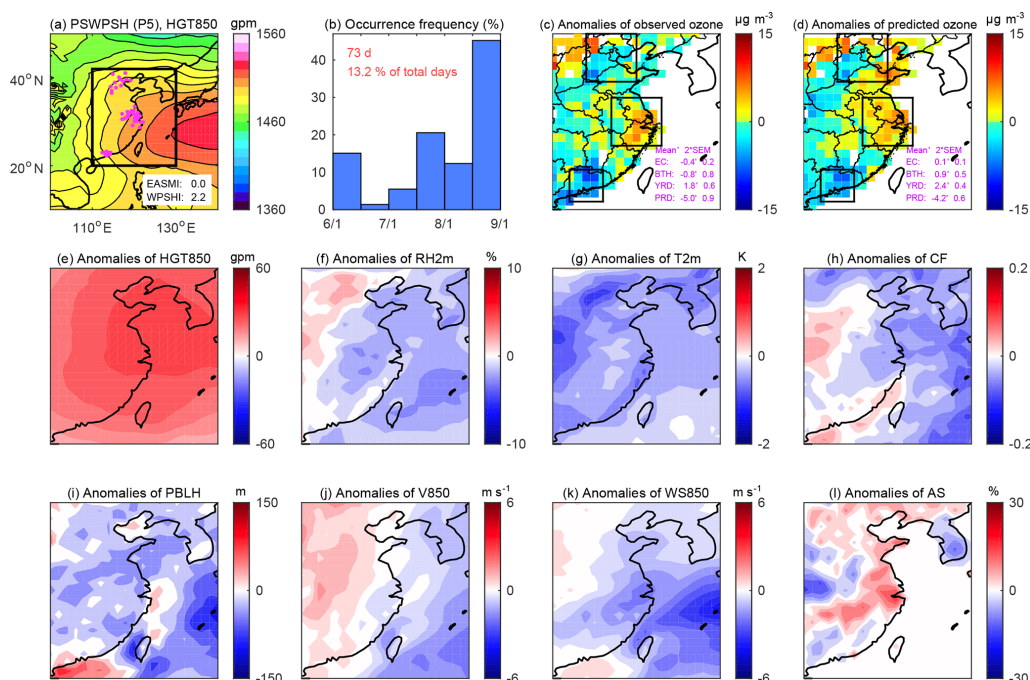 (a) PSWPSH (P5), HGT850
gpm
1560
1460
1360
40°N
20°N
110°E
130°E
EASMI: 0.0
WPSHI: 2.2
(b) Occurrence frequency (%)
73 d
13.2 % of total days
40
30
20
10
0
6/1
7/1
8/1
9/1
(c) Anomalies of observed ozone
µg m-3
15
0
-15
Mean* 2*SEM
EC: -0.4* 0.2
BTH: -0.8* 0.8
YRD: 1.8* 0.6
PRD: -5.0* 0.9
(d) Anomalies of predicted ozone
µg m-3
15
0
-15
Mean* 2*SEM
EC: 0.1* 0.1
BTH: 0.9* 0.5
YRD: 2.4* 0.4
PRD: -4.2* 0.6
(e) Anomalies of HGT850
gpm
60
0
-60
(f) Anomalies of RH2m
%
10
0
-10
(g) Anomalies of T2m
K
2
0
-2
(h) Anomalies of CF
0.2
0
-0.2
(i) Anomalies of PBLH
m
150
0
-150
(j) Anomalies of V850
m s-1
6
0
-6
(k) Anomalies of WS850
m s-1
6
0
-6
(l) Anomalies of AS
%
30
0
-30